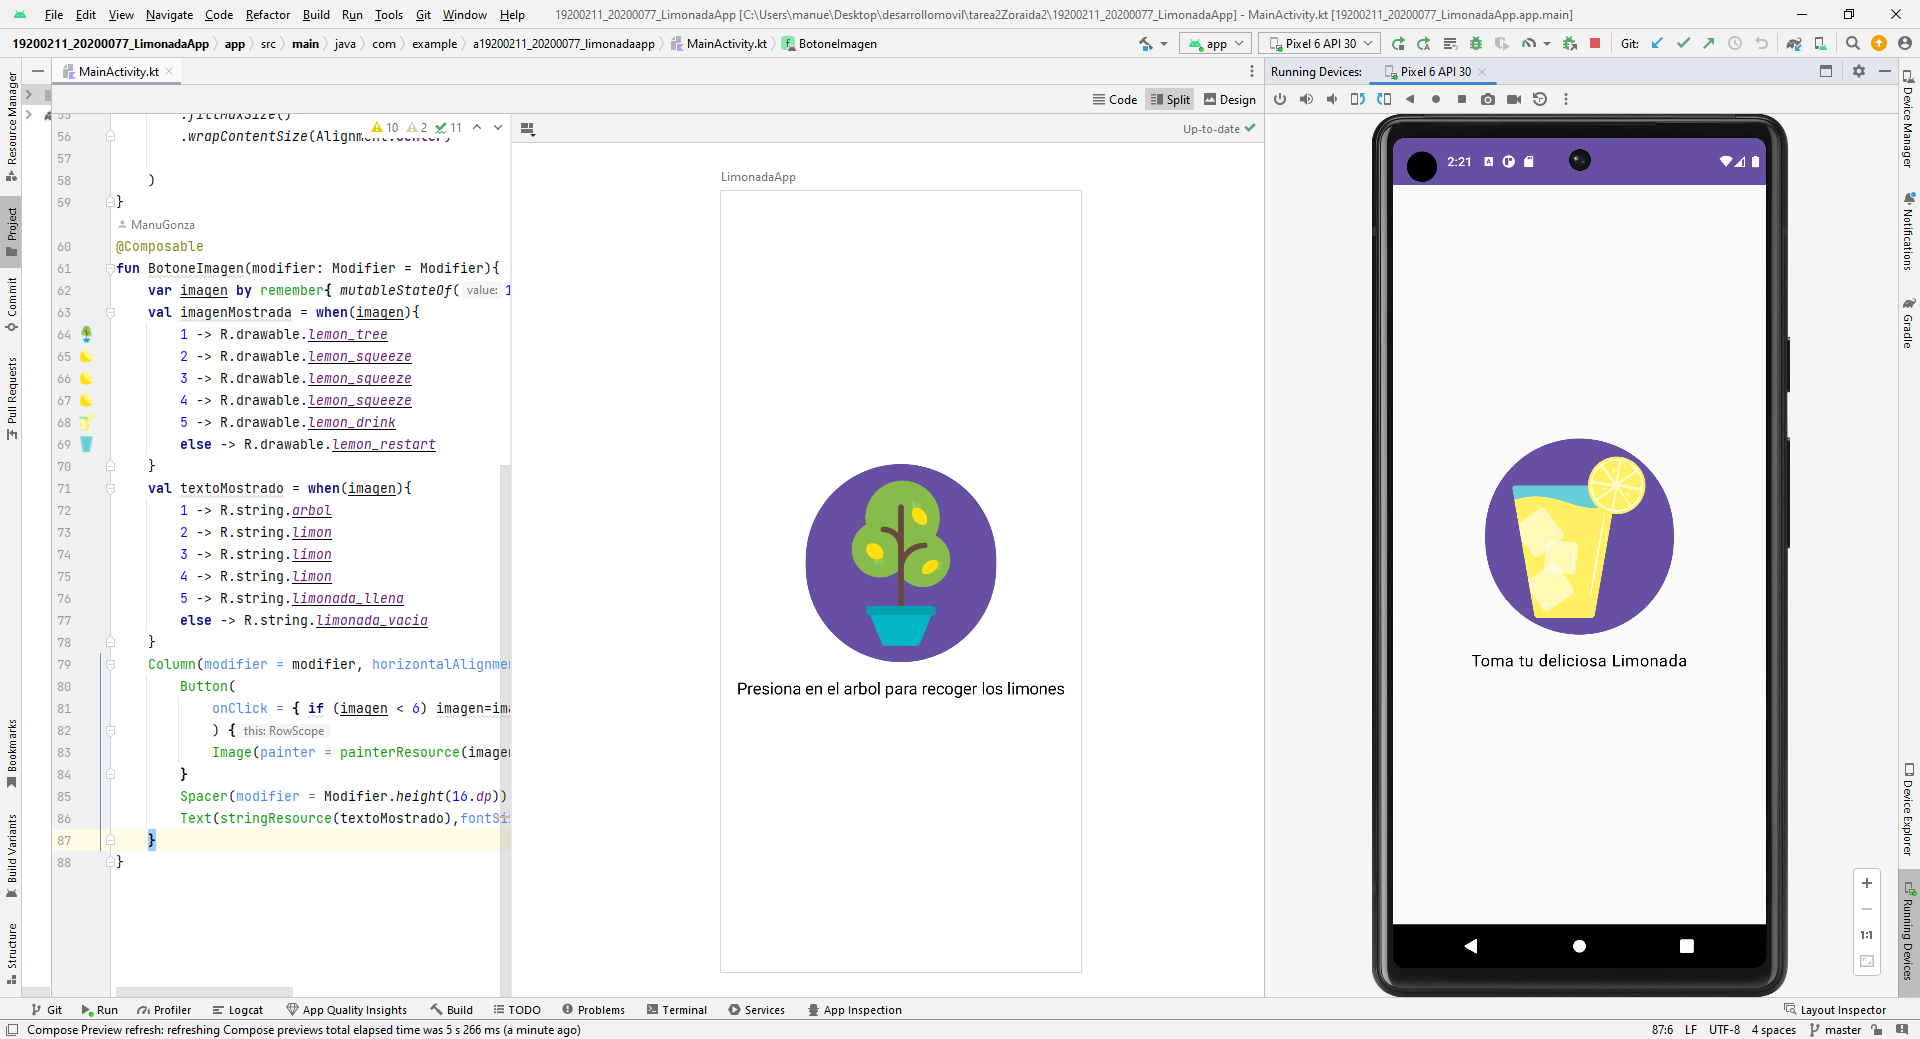 File Edit View Navigate Code Refactor Build Run Tools Git Window Help 19200211_20200077_LimonadaApp [C:\Users\manue\Desktop\desarrollomovil\tarea2Zoraida2\19200211_20200077_LimonadaApp] - MainActivity.kt [19200211_20200077_LimonadaApp.app.main]
19200211_20200077_LimonadaApp app src main java com example a19200211_20200077_limonadaapp MainActivity.kt BotoneImagen app Pixel 6 API 30 Git:
MainActivity.kt Running Devices: Pixel 6 API 30
Code Split Design
10 2 11 Up-to-date
55 .fillMaxSize()
56 .wrapContentSize(Alignment.Center)
57
58 )
59 }
ManuGonza
60 @Composable
61 fun BotoneImagen(modifier: Modifier = Modifier){
62 var imagen by remember{ mutableStateOf( value: 1
63 val imagenMostrada = when(imagen){
64 1 -> R.drawable.lemon_tree
65 2 -> R.drawable.lemon_squeeze
66 3 -> R.drawable.lemon_squeeze
67 4 -> R.drawable.lemon_squeeze
68 5 -> R.drawable.lemon_drink
69 else -> R.drawable.lemon_restart
70 }
71 val textoMostrado = when(imagen){
72 1 -> R.string.arbol
73 2 -> R.string.limon
74 3 -> R.string.limon
75 4 -> R.string.limon
76 5 -> R.string.limonada_llena
77 else -> R.string.limonada_vacia
78 }
79 Column(modifier = modifier, horizontalAlignme
80 Button(
81 onClick = { if (imagen < 6) imagen=ima
82 ) { this: RowScope
83 Image(painter = painterResource(image
84 }
85 Spacer(modifier = Modifier.height(16.dp))
86 Text(stringResource(textoMostrado),fontSi
87 }
88 }
LimonadaApp
Presiona en el arbol para recoger los limones
2:21
Toma tu deliciosa Limonada
1:1
Resource Manager
Project
Commit
Pull Requests
Bookmarks
Build Variants
Structure
Device Manager
Notifications
Gradle
Device Explorer
Running Devices
Git Run Profiler Logcat App Quality Insights Build TODO Problems Terminal Services App Inspection Layout Inspector
Compose Preview refresh: refreshing Compose previews total elapsed time was 5 s 266 ms (a minute ago) 87:6 LF UTF-8 4 spaces master